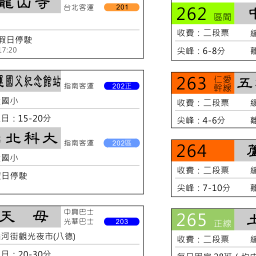 龍山寺 台北客運 201
假日停駛
17:20
國父紀念館站 指南客運 202正
國小
日：15-20分
北科大 指南客運 202區
國小
日停駛
天 母 中興巴士 光華巴士 203
河街觀光夜市(八德)
日：20-30分
262 區間
收費：二段票
尖峰：6-8分
263 仁愛幹線 五
收費：二段票
尖峰：4-6分
264
收費：二段票
尖峰：7-10分
265 正線 土
收費：二段票